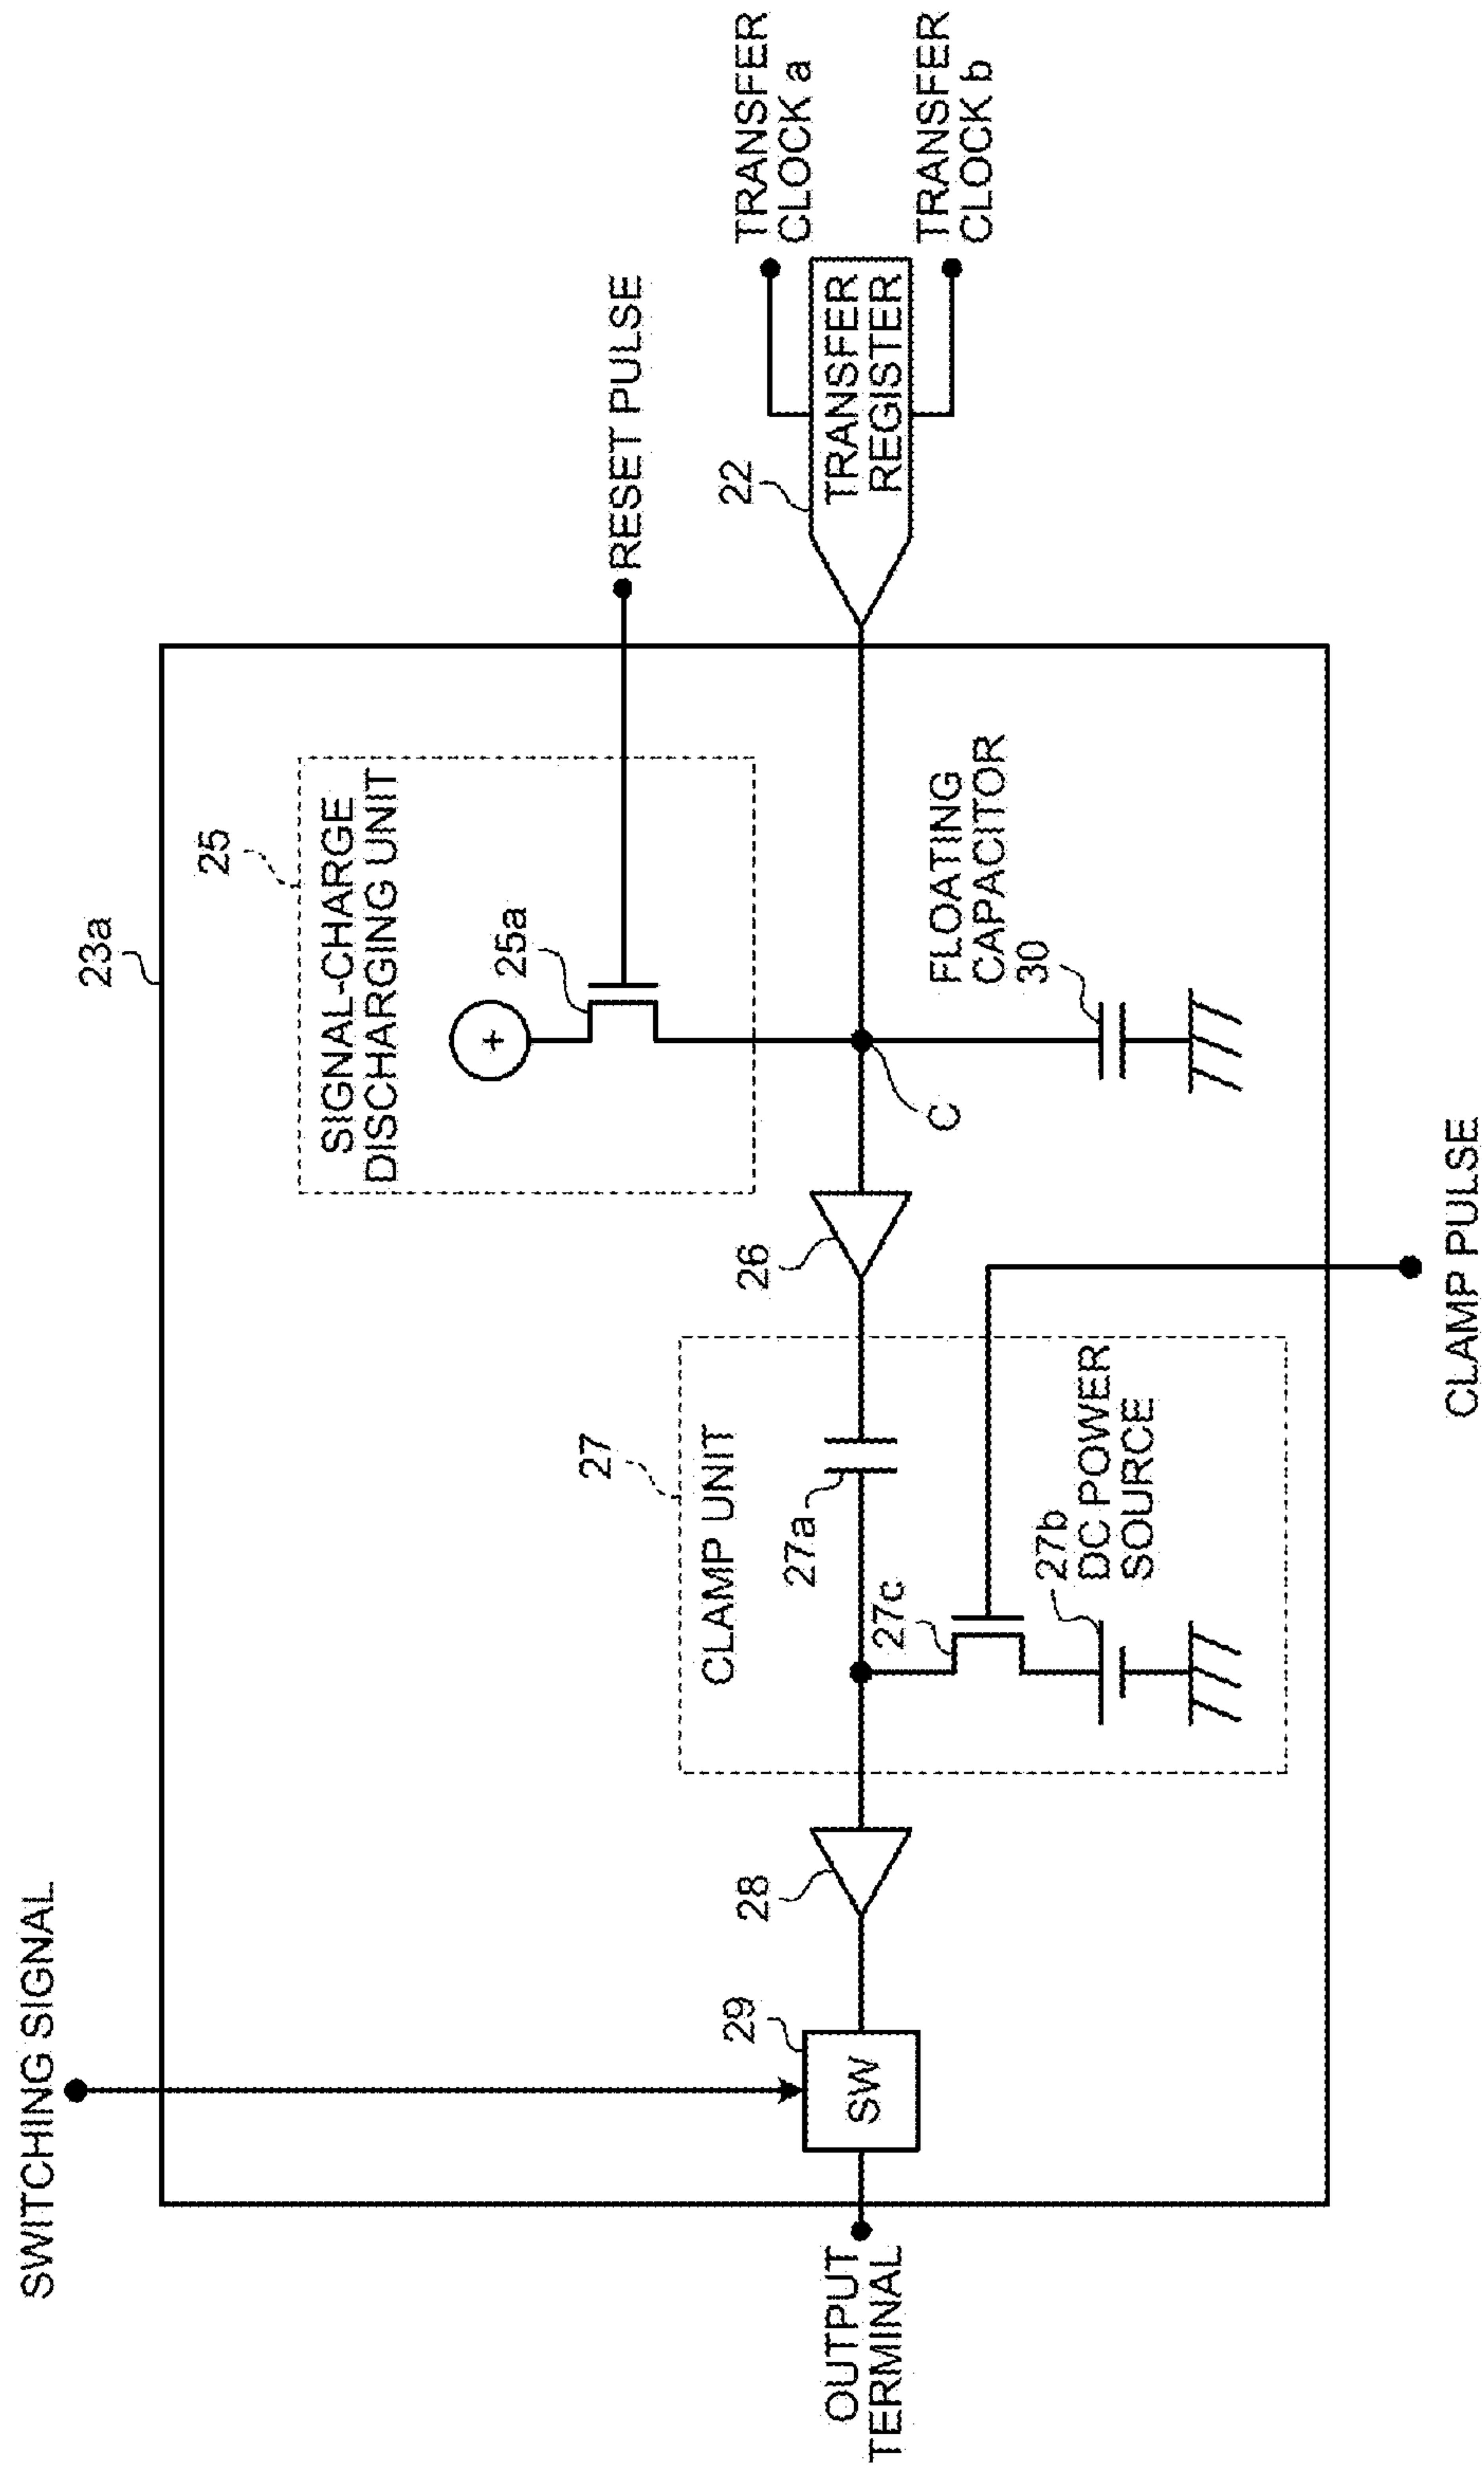 SWITCHING SIGNAL
23a
25
SIGNAL-CHARGE
DISCHARGING UNIT
25a
+
RESET PULSE
OUTPUT
TERMINAL
29
SW
28
27
CLAMP UNIT
27a
27c
27b
DC POWER
SOURCE
26
C
FLOATING
CAPACITOR
30
22
TRANSFER
REGISTER
TRANSFER
CLOCK a
TRANSFER
CLOCK b
CLAMP PULSE